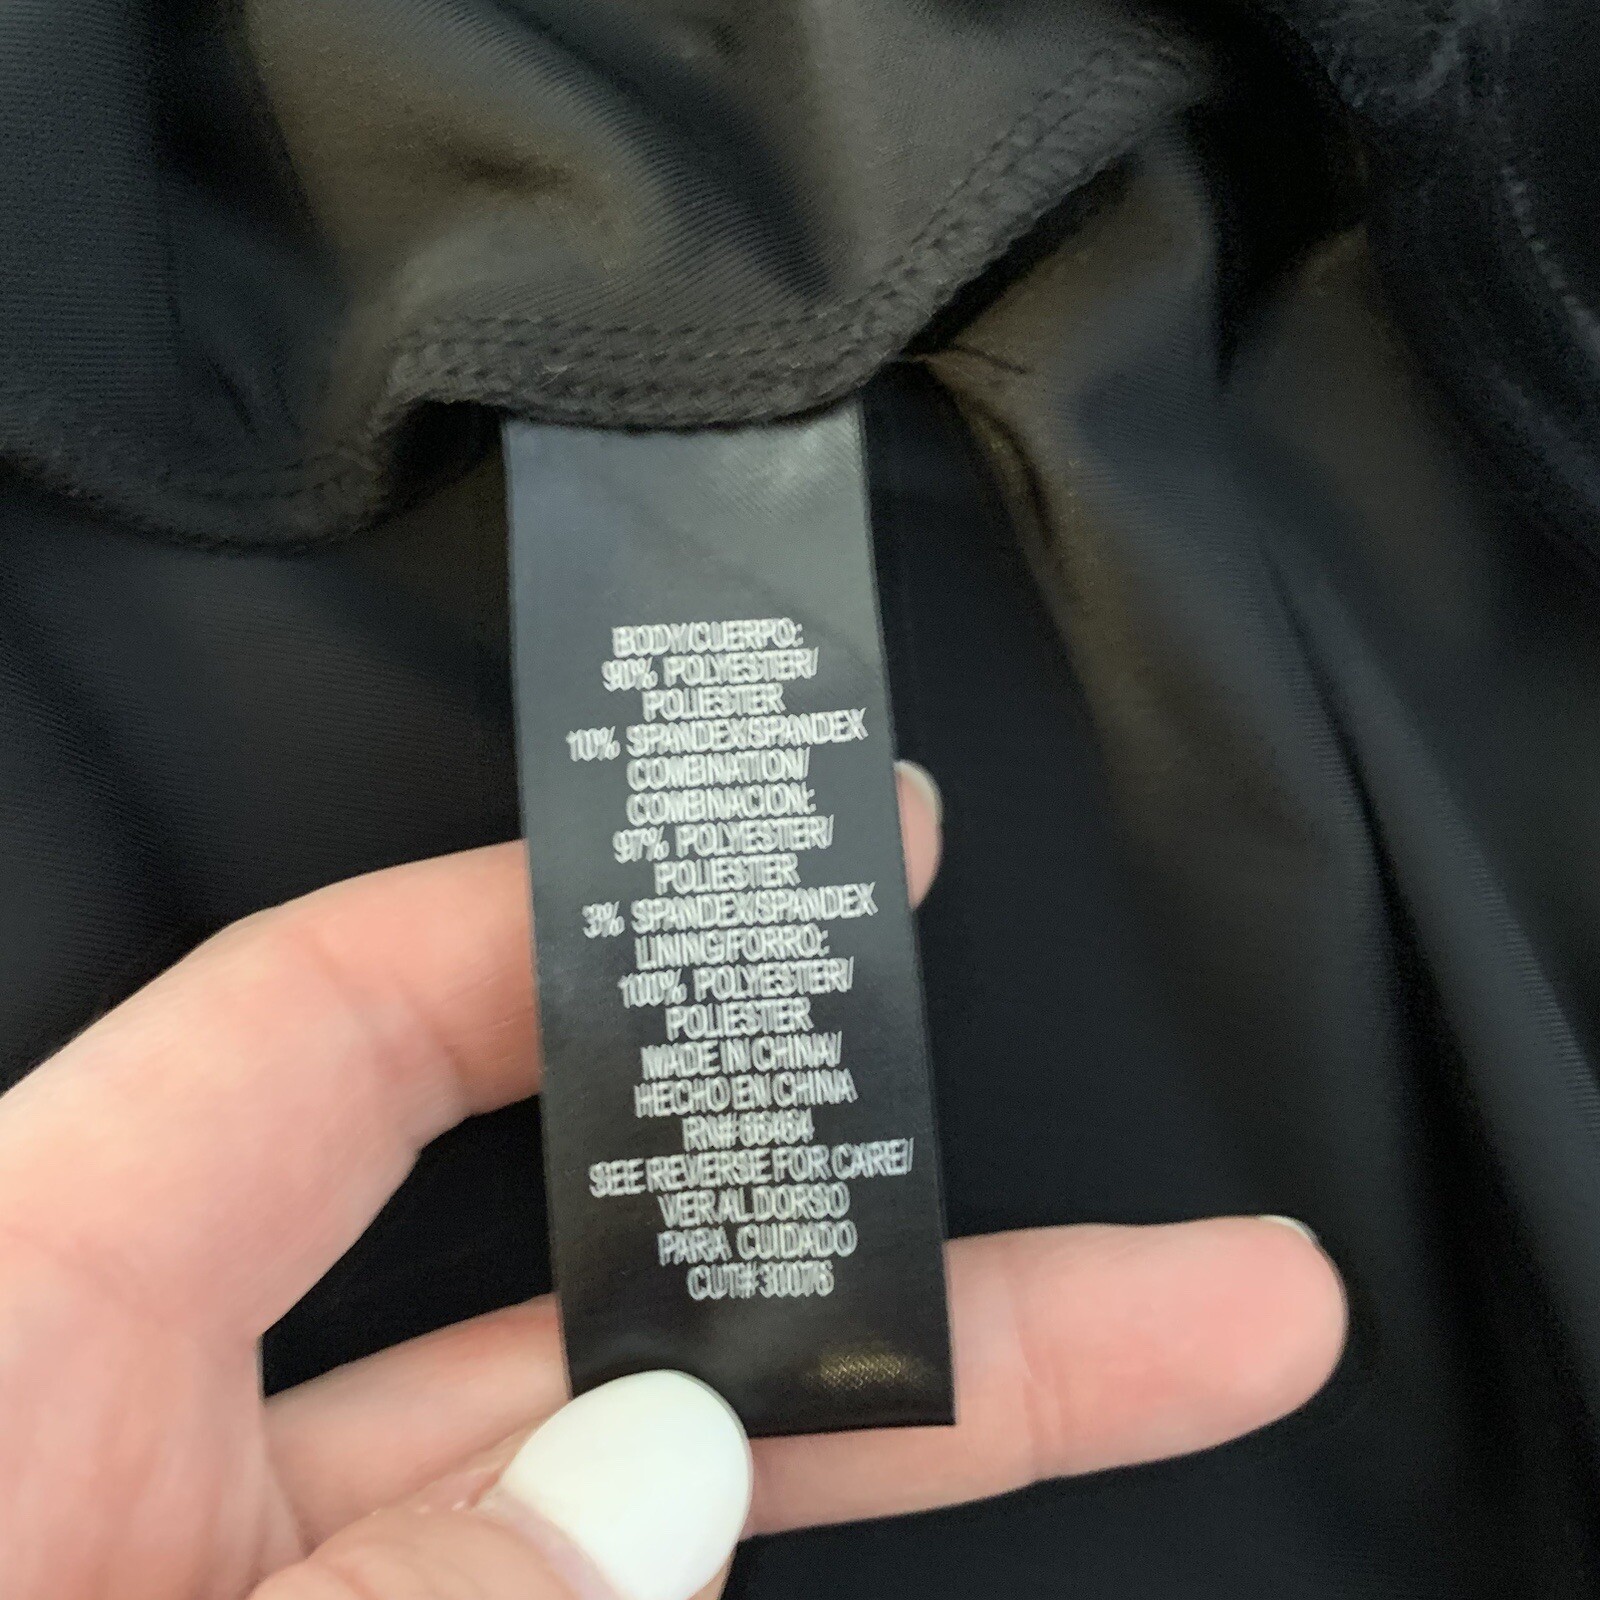 BODY/CUERPO:
90% POLYESTER/
POLIESTER
10% SPANDEX/SPANDEX
COMBINATION/
COMBINACION:
97% POLYESTER/
POLIESTER
3% SPANDEX/SPANDEX
LINING/FORRO:
100% POLYESTER/
POLIESTER
MADE IN CHINA/
HECHO EN CHINA
RN# 66464
SEE REVERSE FOR CARE/
VER AL DORSO
PARA CUIDADO
CUT# 30076